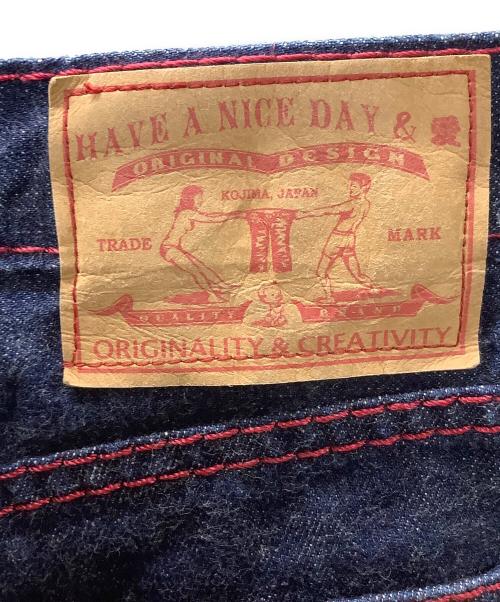 HAVE A NICE DAY &
ORIGINAL DESIGN
KOJIMA, JAPAN
TRADE MARK
QUALITY BRAND
ORIGINALITY & CREATIVITY